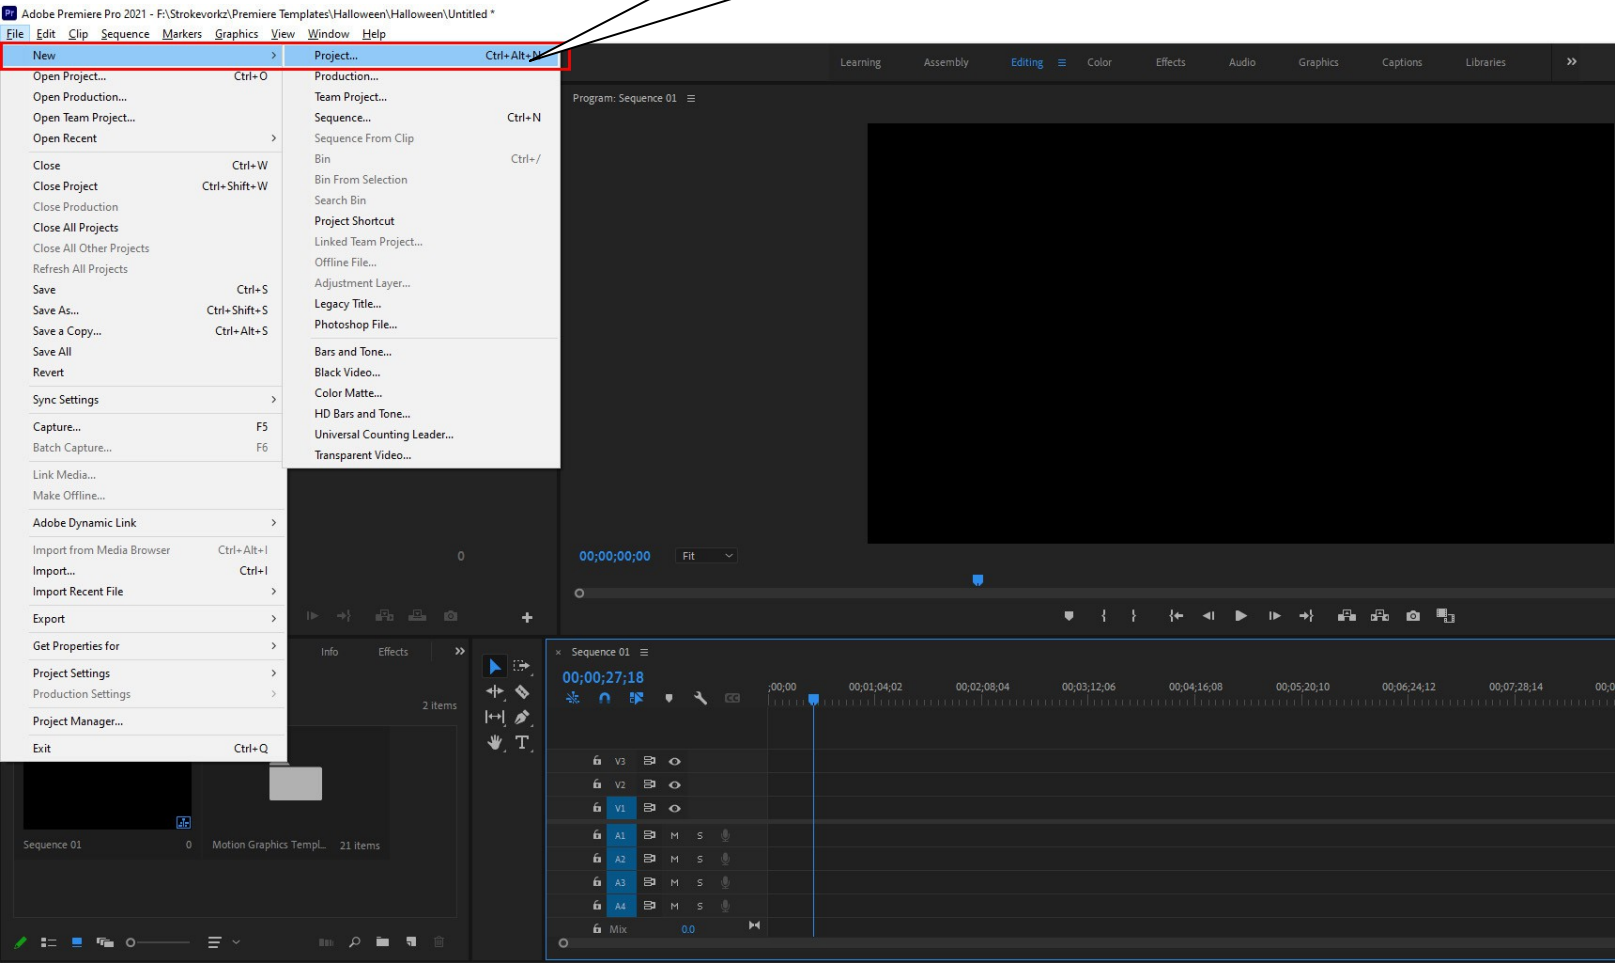 Pr Adobe Premiere Pro 2021 - F:\Strokevorkz\Premiere Templates\Halloween\Halloween\Untitled *
File Edit Clip Sequence Markers Graphics View Window Help
New >
Open Project... Ctrl+O
Open Production...
Open Team Project...
Open Recent >
Close Ctrl+W
Close Project Ctrl+Shift+W
Close Production
Close All Projects
Close All Other Projects
Refresh All Projects
Save Ctrl+S
Save As... Ctrl+Shift+S
Save a Copy... Ctrl+Alt+S
Save All
Revert
Sync Settings >
Capture... F5
Batch Capture... F6
Link Media...
Make Offline...
Adobe Dynamic Link >
Import from Media Browser Ctrl+Alt+I
Import... Ctrl+I
Import Recent File >
Export >
Get Properties for >
Project Settings >
Production Settings >
Project Manager...
Exit Ctrl+Q
Project... Ctrl+Alt+N
Production...
Team Project...
Sequence... Ctrl+N
Sequence From Clip
Bin Ctrl+/
Bin From Selection
Search Bin
Project Shortcut
Linked Team Project...
Offline File...
Adjustment Layer...
Legacy Title...
Photoshop File...
Bars and Tone...
Black Video...
Color Matte...
HD Bars and Tone...
Universal Counting Leader...
Transparent Video...
Learning Assembly Editing Color Effects Audio Graphics Captions Libraries >>
Program: Sequence 01
0
00;00;00;00 Fit
Info Effects >>
2 items
Sequence 01 0
Motion Graphics Templ... 21 items
× Sequence 01
00;00;27;18
;00;00 00;01;04;02 00;02;08;04 00;03;12;06 00;04;16;08 00;05;20;10 00;06;24;12 00;07;28;14 00;0
V3
V2
V1
A1 M S
A2 M S
A3 M S
A4 M S
Mix 0.0